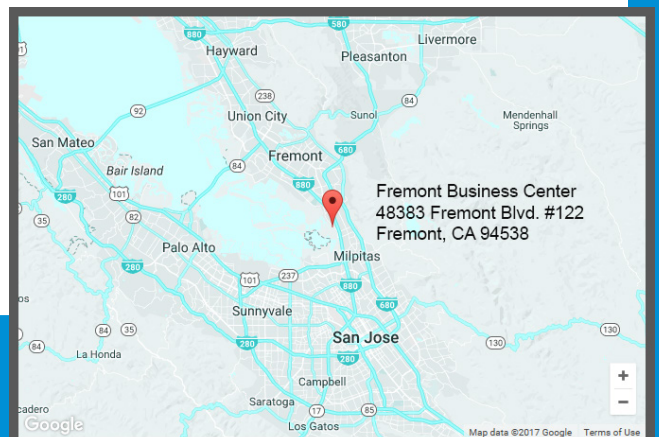 580
880
Livermore
Hayward
Pleasanton
238
84
92
Union City
Sunol
Mendenhall
Springs
San Mateo
680
Fremont
Bair Island
84
880
101
280
Fremont Business Center
48383 Fremont Blvd. #122
Fremont, CA 94538
35
82
Palo Alto
Milpitas
280
101
237
880
680
Sunnyvale
84
35
280
San Jose
130
130
84
La Honda
280
Campbell
+
Saratoga
17
85
−
cadero
Google
Los Gatos
Map data ©2017 Google
Terms of Use